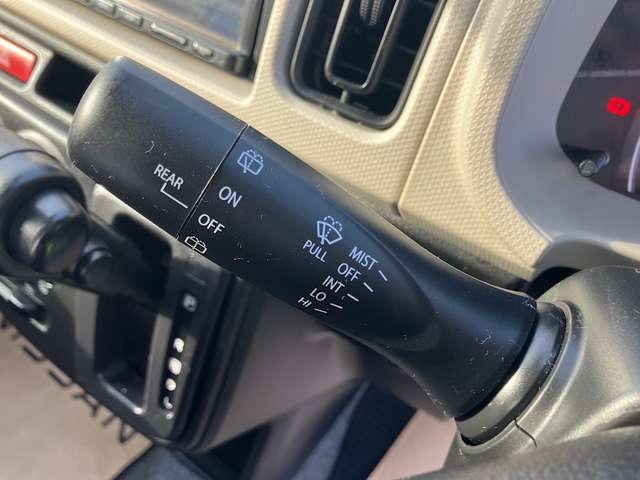 REAR
ON
OFF
PULL
MIST
OFF
INT
LO
HI
P